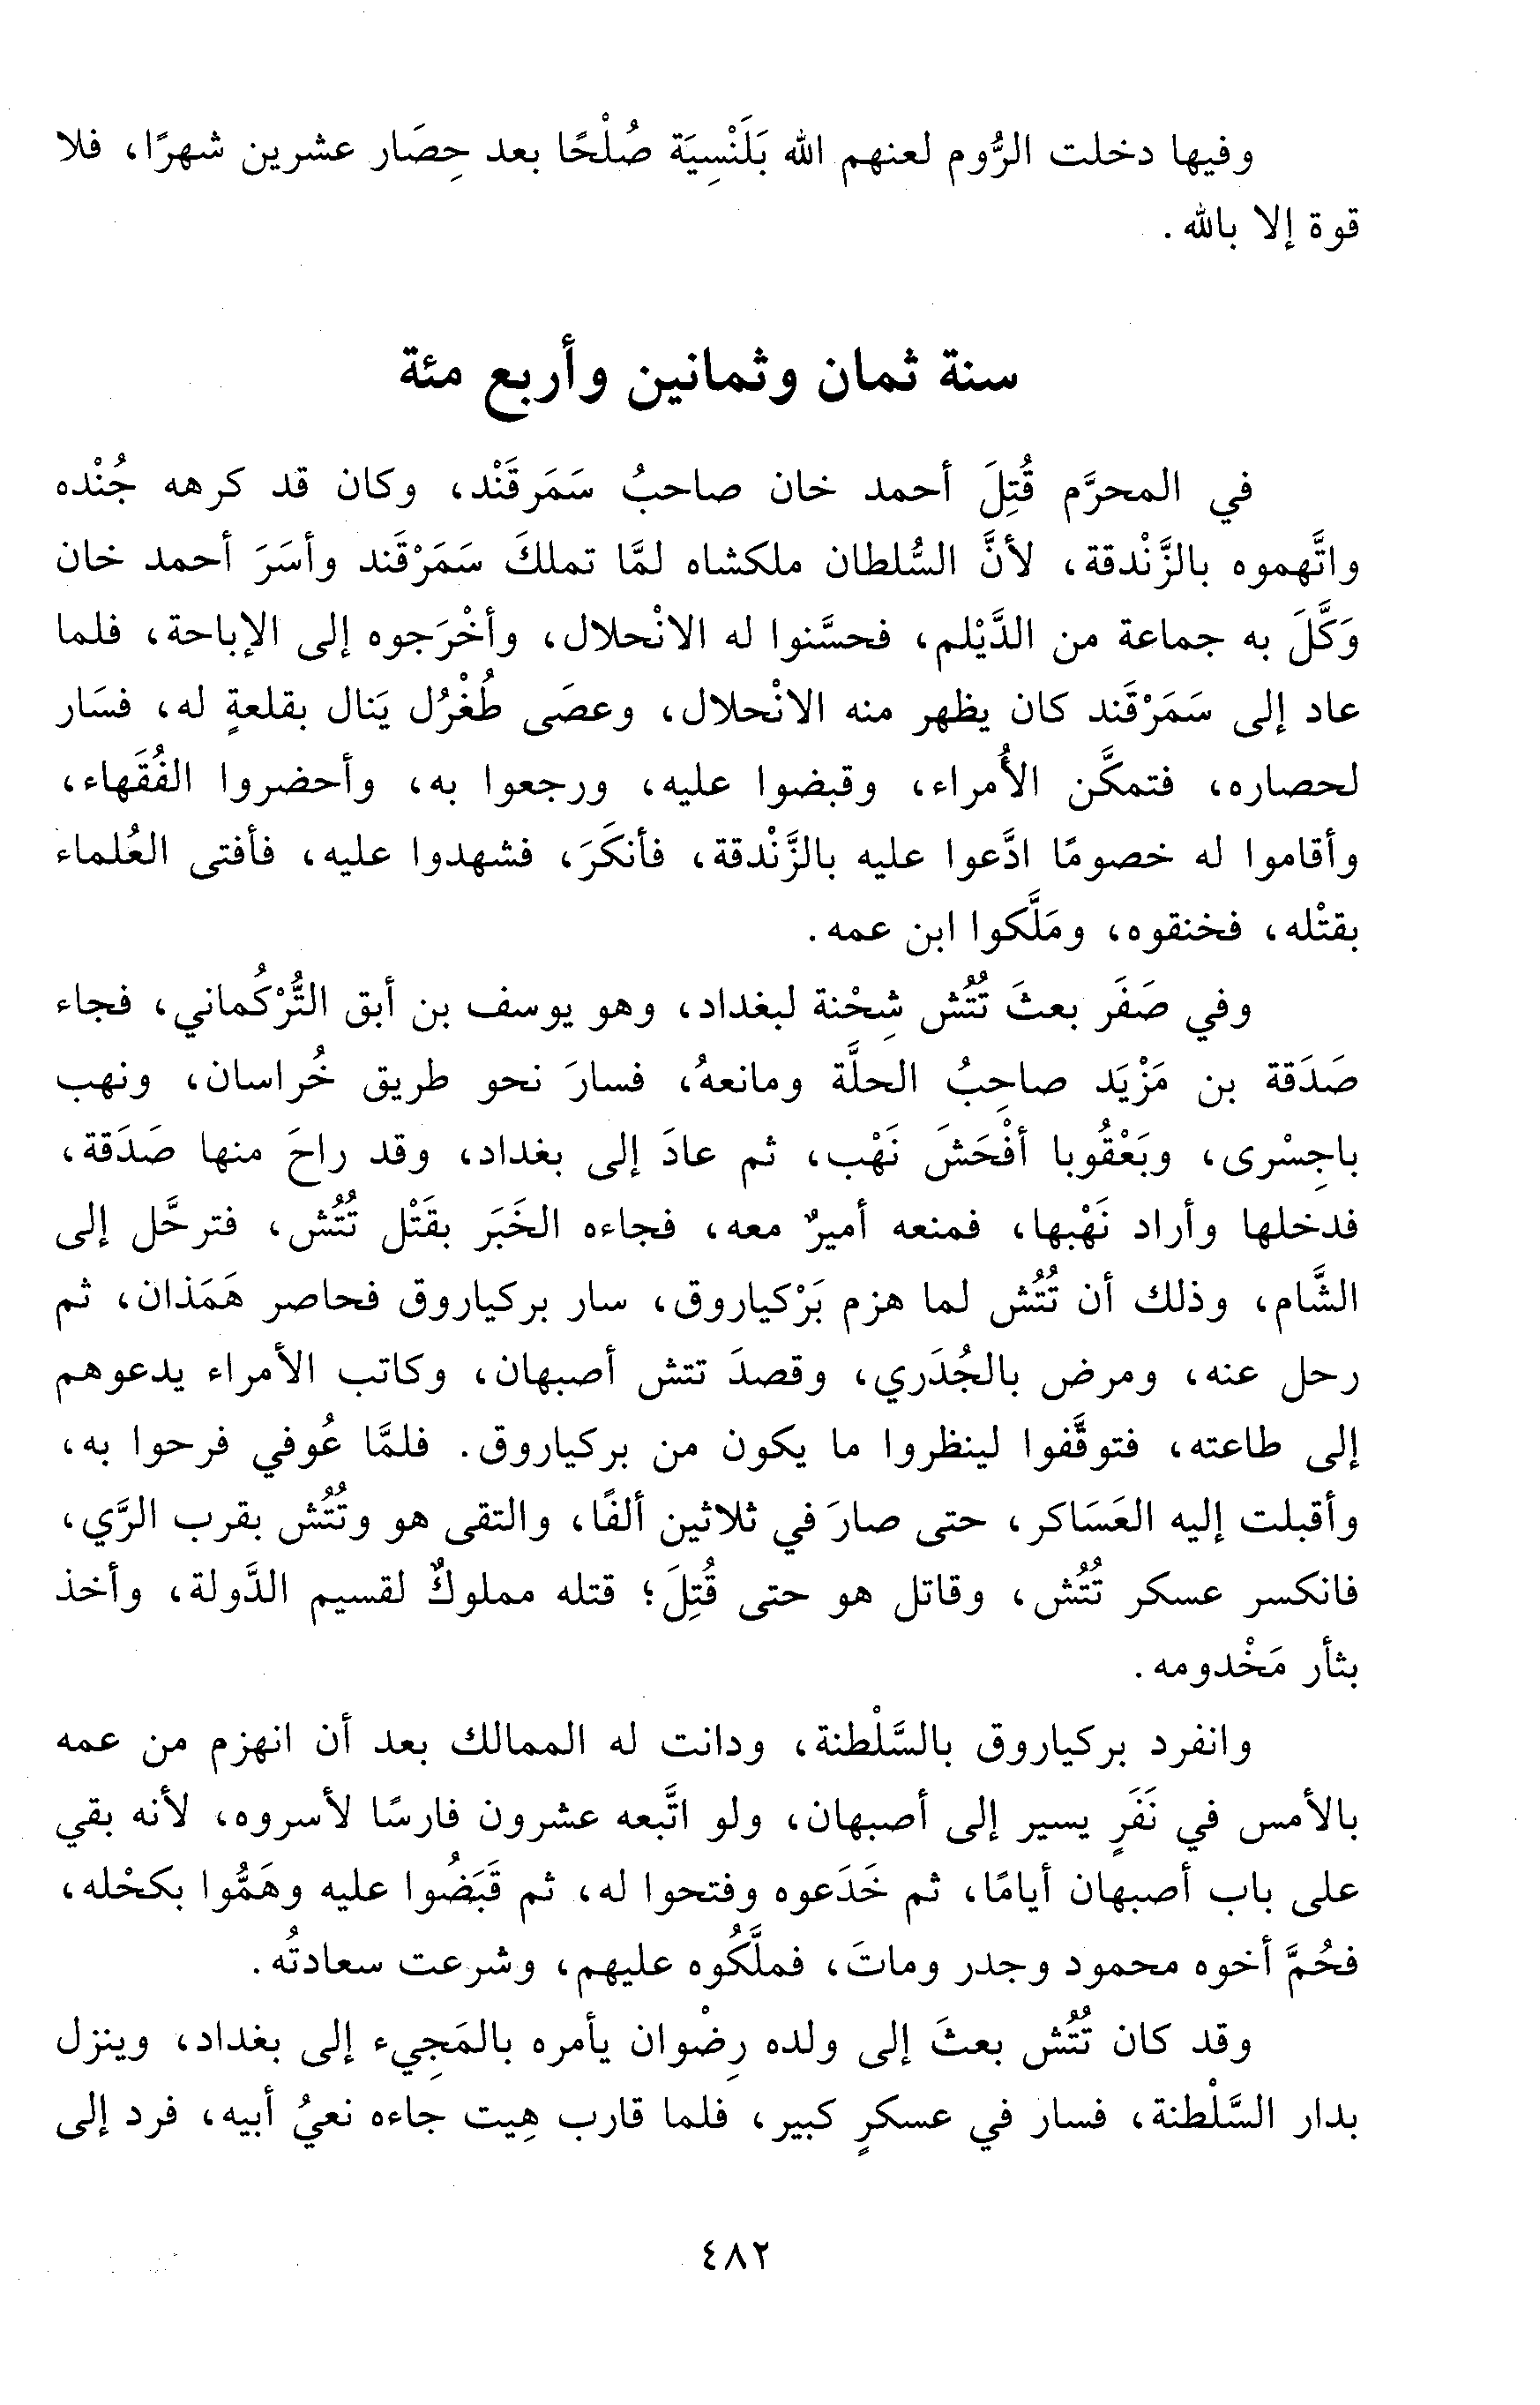 وفيها دخلت الرُّوم لعنهم الله بَلَنْسِيَة صُلْحًا بعد حِصَار عشرين شهرًا، فلا
قوة إلا بالله.
سنة ثمان وثمانين وأربع مئة
في المحرَّم قُتِلَ أحمد خان صاحبُ سَمَرقَنْد، وكان قد كرهه جُنْده
واتَّهموه بالزَّنْدقة، لأنَّ السُّلطان ملكشاه لمَّا تملكَ سَمَرْقَند وأسَرَ أحمد خان
وَكَّلَ به جماعة من الدَّيْلم، فحسَّنوا له الانْحلال، وأخْرَجوه إلى الإباحة، فلما
عاد إلى سَمَرْقَند كان يظهر منه الانْحلال، وعصَى طُغْرُل يَنال بقلعةٍ له، فسَار
لحصاره، فتمكَّن الأُمراء، وقبضوا عليه، ورجعوا به، وأحضروا الفُقَهاء،
وأقاموا له خصومًا ادَّعوا عليه بالزَّنْدقة، فأنكَرَ، فشهدوا عليه، فأفتى العُلماء
بقتْله، فخنقوه، ومَلَّكوا ابن عمه.
وفي صَفَر بعثَ تُتُش شِحْنة لبغداد، وهو يوسف بن أبق التُّرْكُماني، فجاء
صَدَقة بن مَزْيَد صاحِبُ الحلَّة ومانعهُ، فسارَ نحو طريق خُراسان، ونهب
باجِسْرى، وبَعْقُوبا أفْحَشَ نَهْب، ثم عادَ إلى بغداد، وقد راحَ منها صَدَقة،
فدخلها وأراد نَهْبها، فمنعه أميرٌ معه، فجاءه الخَبَر بقَتْل تُتُش، فترحَّل إلى
الشَّام، وذلك أن تُتُش لما هزم بَرْكياروق، سار بركياروق فحاصر هَمَذان، ثم
رحل عنه، ومرض بالجُدَري، وقصدَ تتش أصبهان، وكاتب الأمراء يدعوهم
إلى طاعته، فتوقَّفوا لينظروا ما يكون من بركياروق. فلمَّا عُوفي فرحوا به،
وأقبلت إليه العَسَاكر، حتى صارَ في ثلاثين ألفًا، والتقى هو وتُتُش بقرب الرَّي،
فانكسر عسكر تُتُش، وقاتل هو حتى قُتِلَ؛ قتله مملوكٌ لقسيم الدَّولة، وأخذ
بثأر مَخْدومه.
وانفرد بركياروق بالسَّلْطنة، ودانت له الممالك بعد أن انهزم من عمه
بالأمس في نَفَرٍ يسير إلى أصبهان، ولو اتَّبعه عشرون فارسًا لأسروه، لأنه بقي
على باب أصبهان أيامًا، ثم خَدَعوه وفتحوا له، ثم قَبَضُوا عليه وهَمُّوا بكحْله،
فحُمَّ أخوه محمود وجدر وماتَ، فملَّكُوه عليهم، وشرعت سعادتُه.
وقد كان تُتُش بعثَ إلى ولده رِضْوان يأمره بالمَجِيء إلى بغداد، وينزل
بدار السَّلْطنة، فسار في عسكرٍ كبير، فلما قارب هِيت جاءه نعيُ أبيه، فرد إلى
٤٨٢